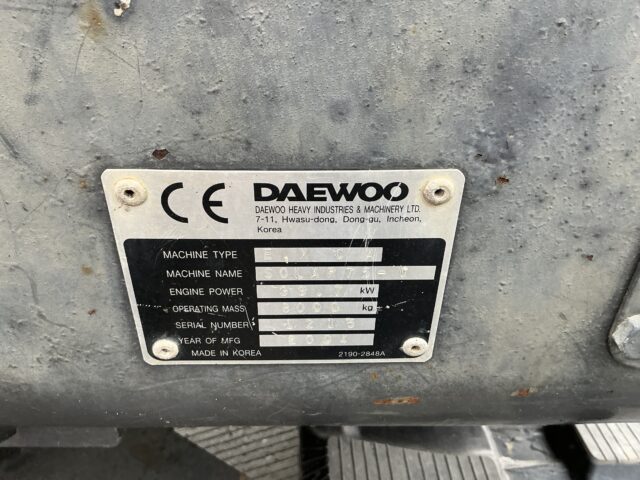 CE DAEWOO
DAEWOO HEAVY INDUSTRIES & MACHINERY LTD.
7-11, Hwasu-dong, Dong-gu, Incheon,
Korea
MACHINE TYPE
MACHINE NAME
ENGINE POWER kW
OPERATING MASS kg
SERIAL NUMBER
YEAR OF MFG
MADE IN KOREA 2190-2848A